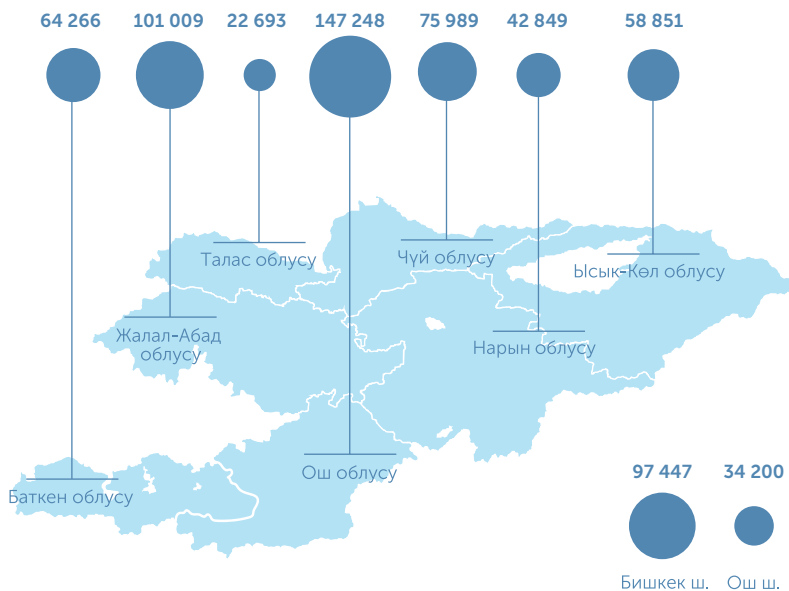 64 266
101 009
22 693
147 248
75 989
42 849
58 851
Талас облусу
Чүй облусу
Ысык-Көл облусу
Жалал-Абад
облусу
Нарын облусу
Ош облусу
Баткен облусу
97 447
34 200
Бишкек ш.
Ош ш.